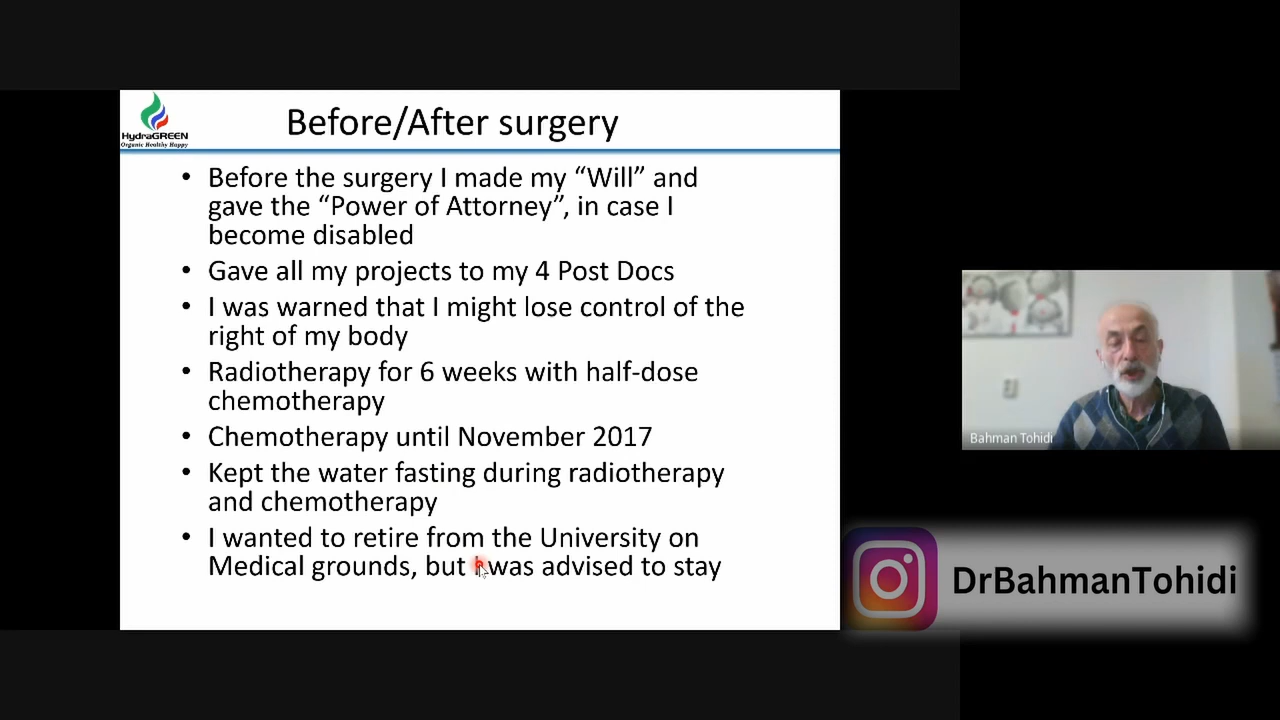 HydraGREEN
Organic Healthy Happy
Before/After surgery
• Before the surgery I made my “Will” and
gave the “Power of Attorney”, in case I
become disabled
• Gave all my projects to my 4 Post Docs
• I was warned that I might lose control of the
right of my body
• Radiotherapy for 6 weeks with half-dose
chemotherapy
• Chemotherapy until November 2017
• Kept the water fasting during radiotherapy
and chemotherapy
• I wanted to retire from the University on
Medical grounds, but I was advised to stay
Bahman Tohidi
DrBahmanTohidi